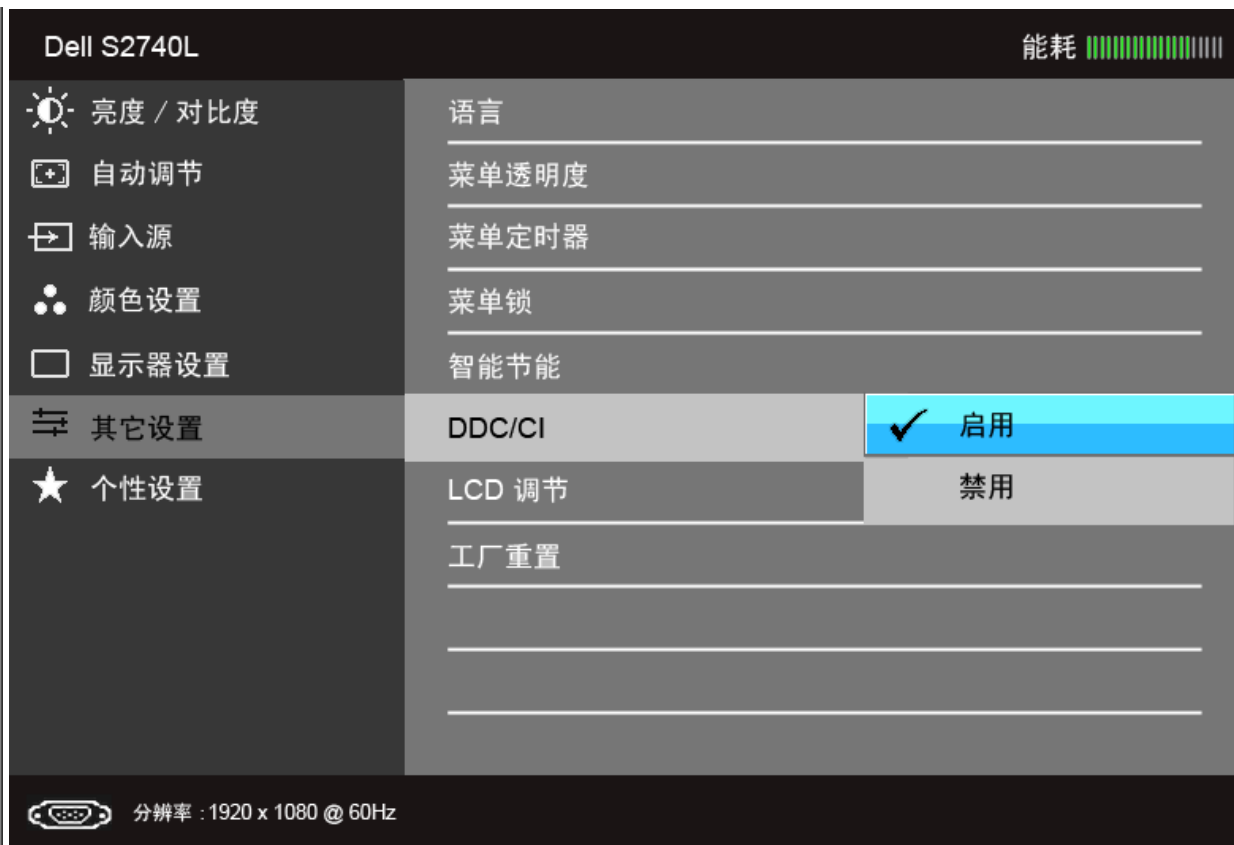 Dell S2740L
能耗
亮度 / 对比度
自动调节
输入源
颜色设置
显示器设置
其它设置
个性设置
语言
菜单透明度
菜单定时器
菜单锁
智能节能
DDC/CI
启用
禁用
LCD 调节
工厂重置
分辨率 : 1920 x 1080 @ 60Hz